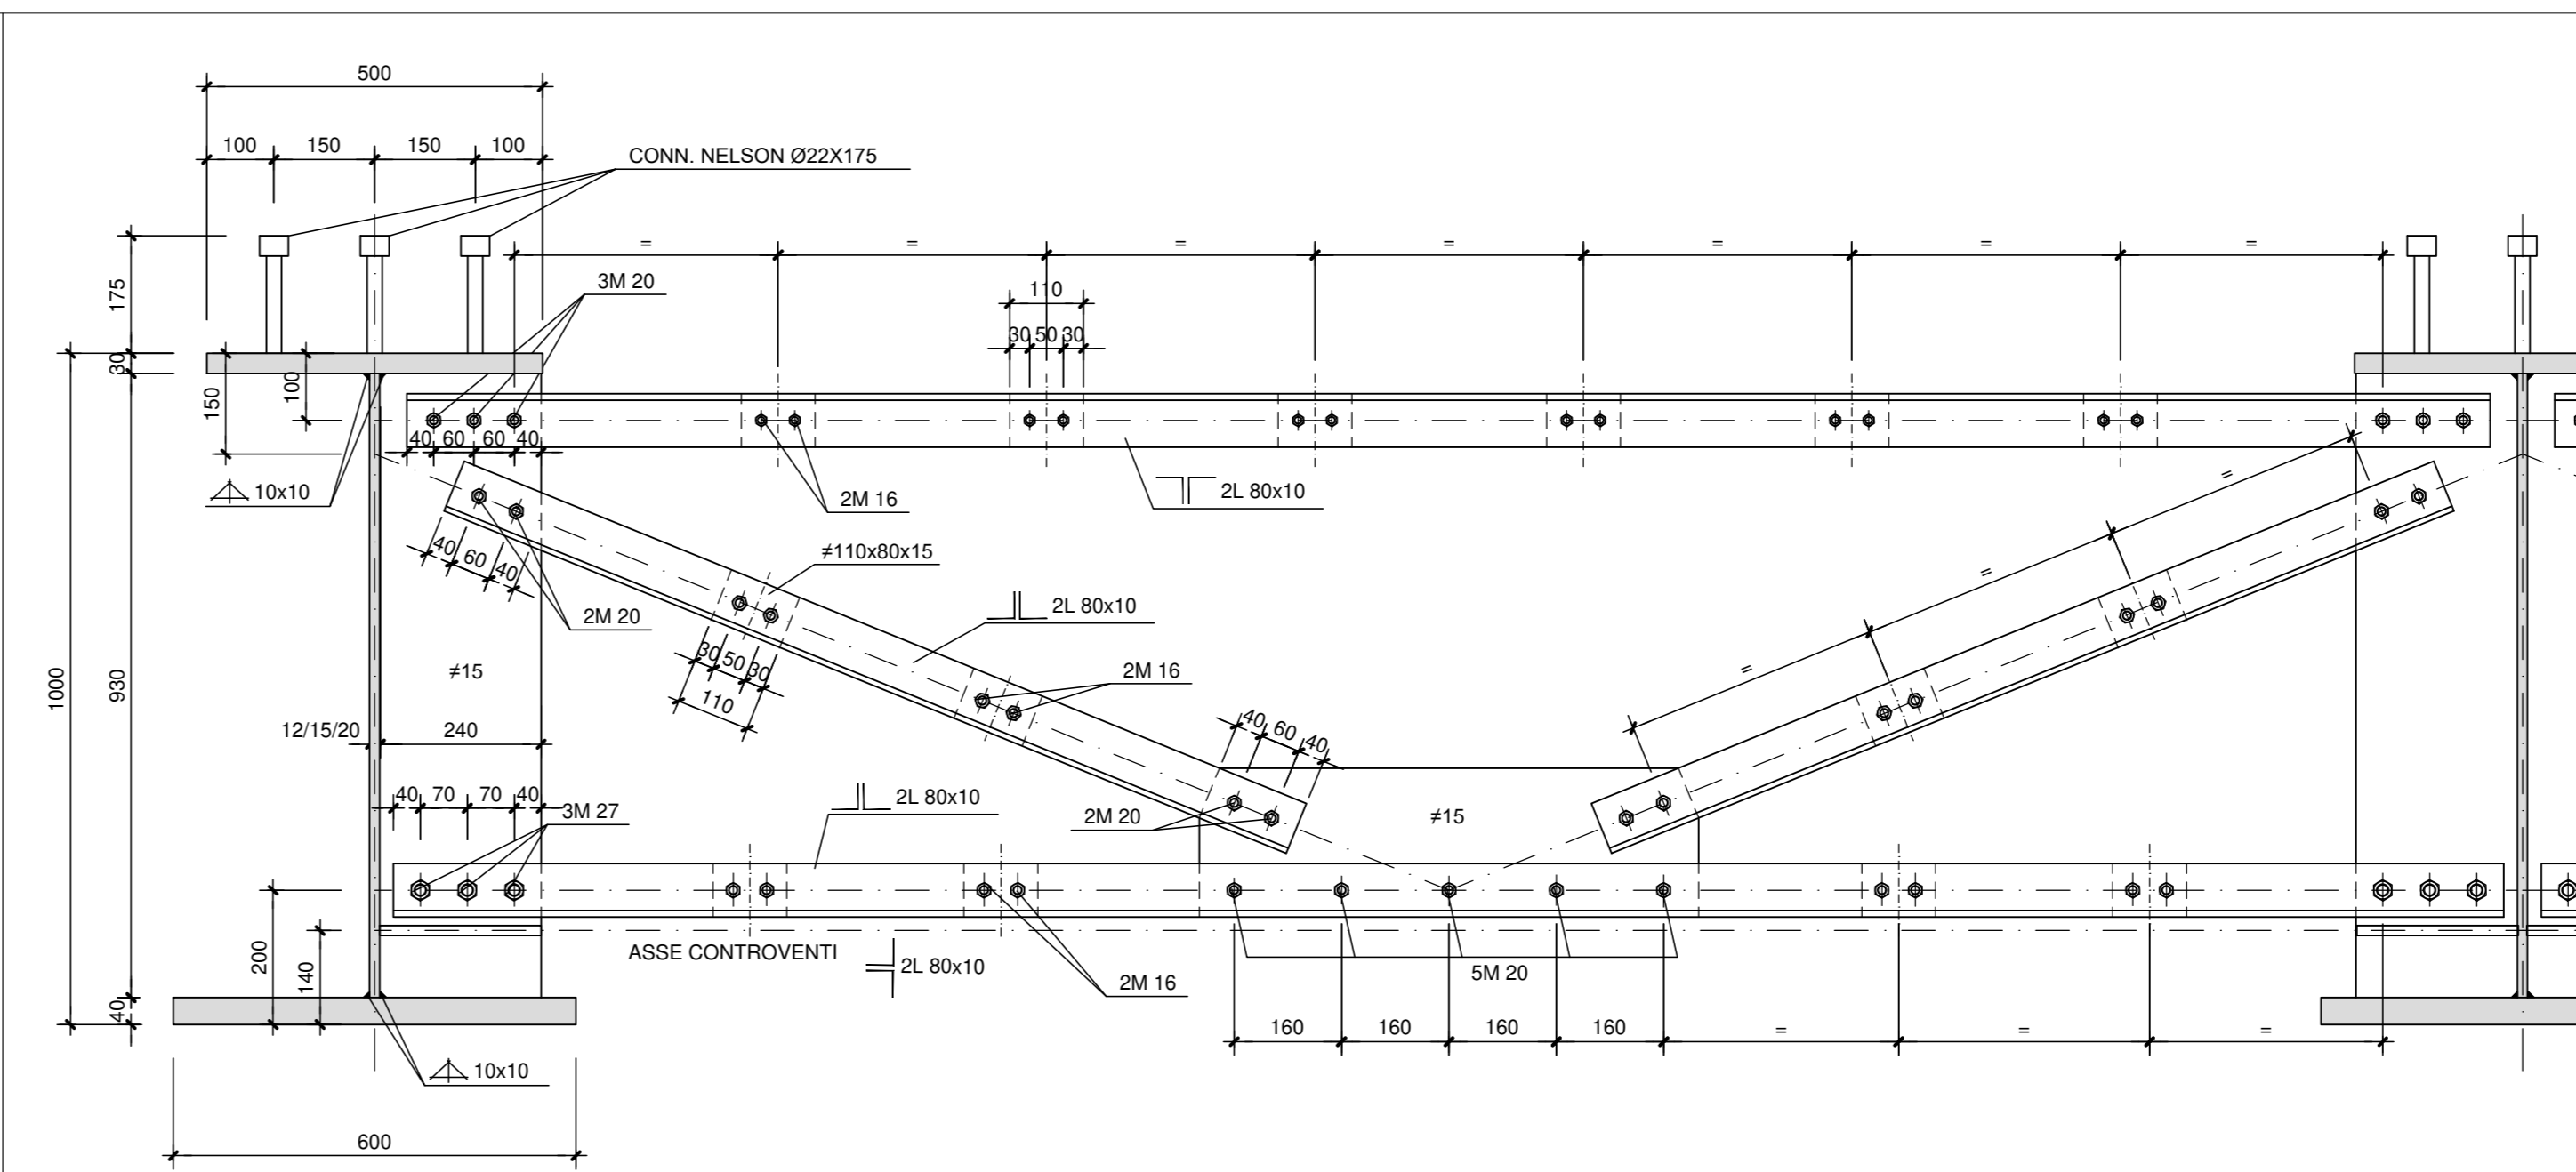 500
100 150 150 100
CONN. NELSON Ø22X175
= = = = = = =
175
3M 20
110
30 50 30
30
150
100
40 60 60 40
10x10
2M 16
2L 80x10
=
=
=
40 60 40
≠110x80x15
2M 20
2L 80x10
30 50 30
110
2M 16
1000
930
≠15
12/15/20
240
40 60 40
40 70 70 40
3M 27
2L 80x10
2M 20
≠15
200
140
ASSE CONTROVENTI
2L 80x10
2M 16
5M 20
40
160 160 160 160 = = =
10x10
600